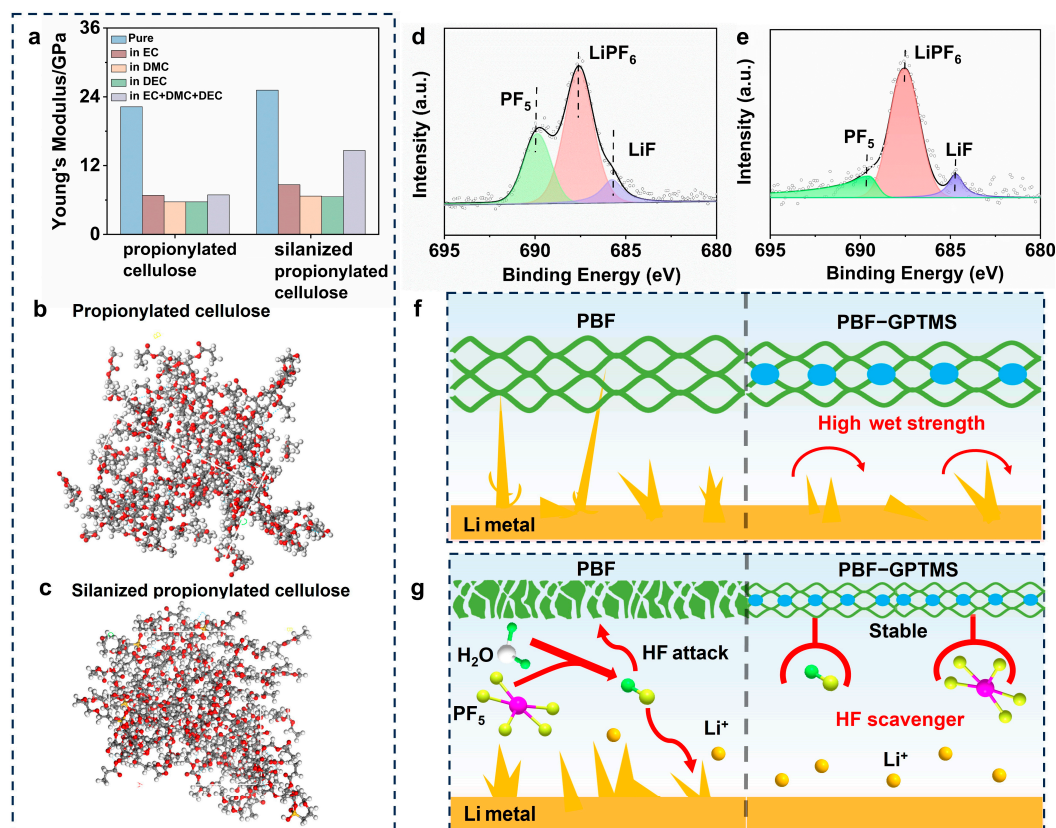 a
Young's Modulus/GPa
36
24
12
0
Pure
in EC
in DMC
in DEC
in EC+DMC+DEC
propionylated
cellulose
silanized
propionylated
cellulose
b Propionylated cellulose
c Silanized propionylated cellulose
d
Intensity (a.u.)
PF₅
LiPF₆
LiF
695 690 685 680
Binding Energy (eV)
e
Intensity (a.u.)
PF₅
LiPF₆
LiF
695 690 685 680
Binding Energy (eV)
f
PBF
PBF−GPTMS
High wet strength
Li metal
g
PBF
PBF−GPTMS
H₂O
HF attack
PF₅
Li⁺
Stable
HF scavenger
Li⁺
Li metal